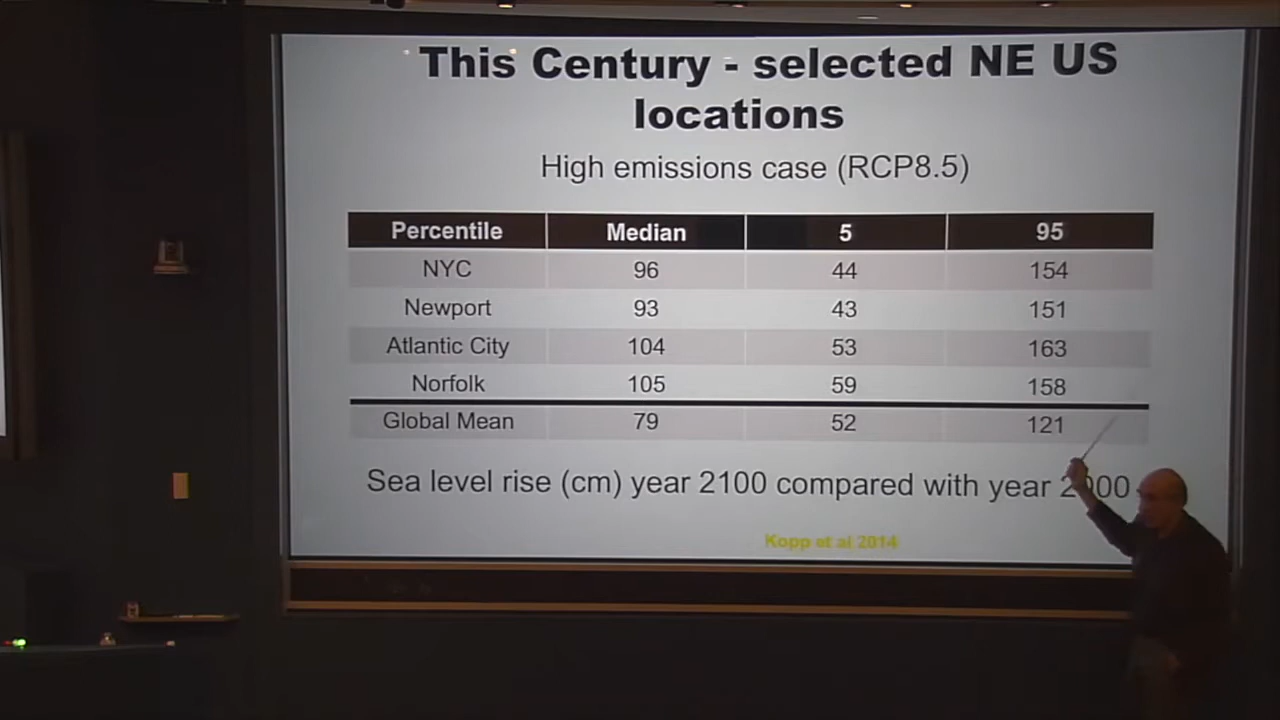 This Century - selected NE US
locations
High emissions case (RCP8.5)
Percentile Median 5 95
NYC 96 44 154
Newport 93 43 151
Atlantic City 104 53 163
Norfolk 105 59 158
Global Mean 79 52 121
Sea level rise (cm) year 2100 compared with year 2000
Kopp et al 2014